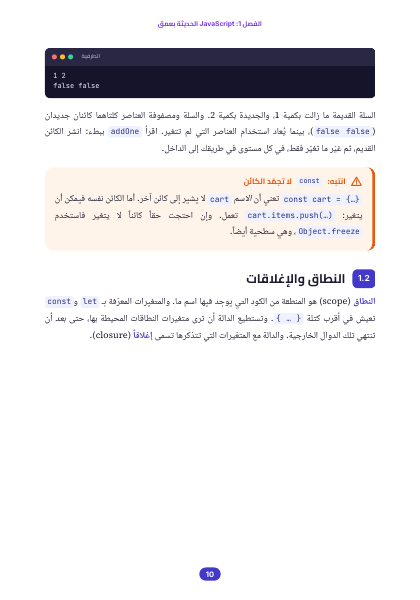 الفصل 1: JavaScript الحديثة بعمق
الطرفية
1 2
false false
السلة القديمة ما زالت بكمية 1، والجديدة بكمية 2. والسلة ومصفوفة العناصر كلتاهما كائنان جديدان
(false false)، بينما يُعاد استخدام العناصر التي لم تتغير. اقرأ addOne ببطء: انشر الكائن
القديم، ثم غيّر ما تغيّر فقط، في كل مستوى في طريقك إلى الداخل.
انتبه: const لا تجمّد الكائن
const cart = {…} تعني أن الاسم cart لا يشير إلى كائن آخر. أما الكائن نفسه فيمكن أن
يتغير: cart.items.push(…) تعمل. وإن احتجت حقاً كائناً لا يتغير فاستخدم
Object.freeze، وهي سطحية أيضاً.
1.2 النطاق والإغلاقات
النطاق (scope) هو المنطقة من الكود التي يوجد فيها اسم ما. والمتغيرات المعرّفة بـ let و const
تعيش في أقرب كتلة { … }. وتستطيع الدالة أن ترى متغيرات النطاقات المحيطة بها، حتى بعد أن
تنتهي تلك الدوال الخارجية. والدالة مع المتغيرات التي تتذكرها تسمى إغلاقاً (closure).
10